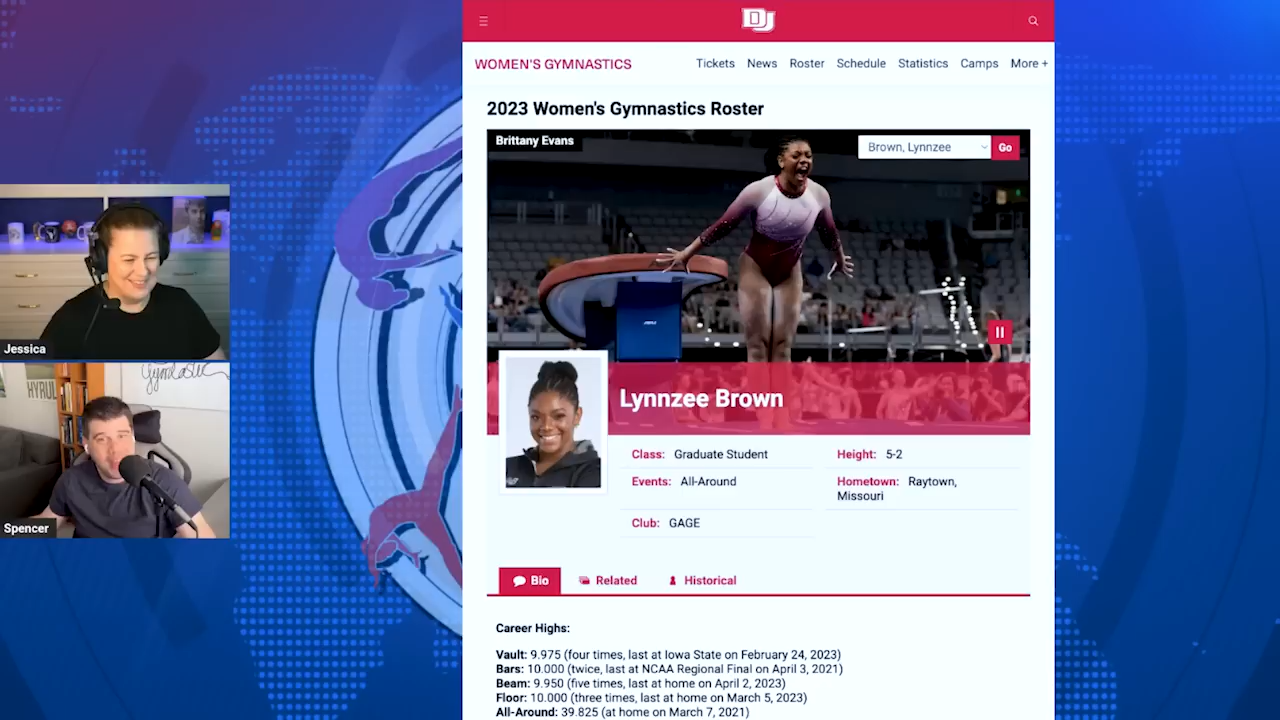 DU
WOMEN'S GYMNASTICS
Tickets News Roster Schedule Statistics Camps More +
2023 Women's Gymnastics Roster
Brittany Evans
Brown, Lynnzee
Go
Lynnzee Brown
Class: Graduate Student
Height: 5-2
Events: All-Around
Hometown: Raytown,
Missouri
Club: GAGE
Bio Related Historical
Career Highs:
Vault: 9.975 (four times, last at Iowa State on February 24, 2023)
Bars: 10.000 (twice, last at NCAA Regional Final on April 3, 2021)
Beam: 9.950 (five times, last at home on April 2, 2023)
Floor: 10.000 (three times, last at home on March 5, 2023)
All-Around: 39.825 (at home on March 7, 2021)
Jessica
HYRUL
Gymlastic
Spencer